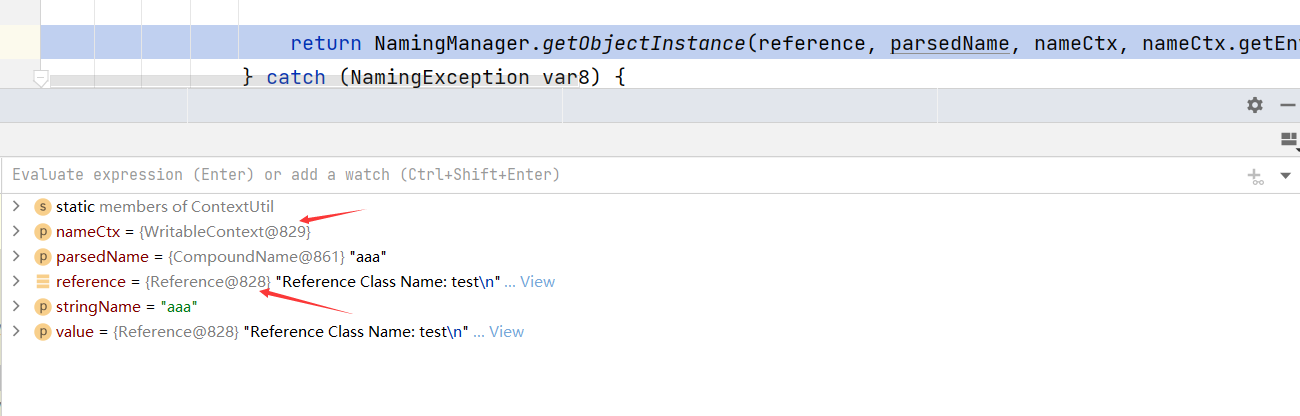 return NamingManager.getObjectInstance(reference, parsedName, nameCtx, nameCtx.getEn
} catch (NamingException var8) {
Evaluate expression (Enter) or add a watch (Ctrl+Shift+Enter)
s static members of ContextUtil
p nameCtx = {WritableContext@829}
p parsedName = {CompoundName@861} "aaa"
reference = {Reference@828} "Reference Class Name: test\n" ... View
p stringName = "aaa"
p value = {Reference@828} "Reference Class Name: test\n" ... View